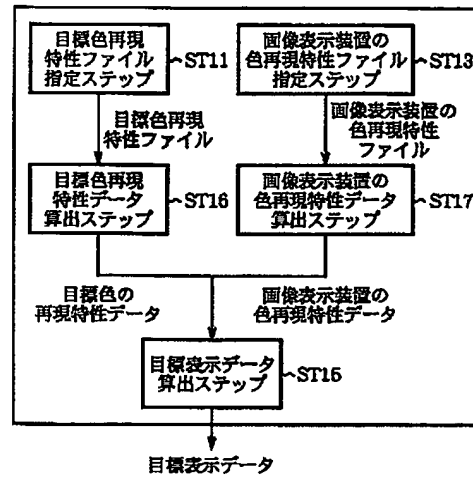 目標色再現
特性ファイル
指定ステップ
ST11
画像表示装置の
色再現特性ファイル
指定ステップ
ST13
目標色再現
特性ファイル
画像表示装置の
色再現特性
ファイル
目標色再現
特性データ
算出ステップ
ST16
画像表示装置の
色再現特性データ
算出ステップ
ST17
目標色の
再現特性データ
画像表示装置の
色再現特性データ
目標表示データ
算出ステップ
ST15
目標表示データ